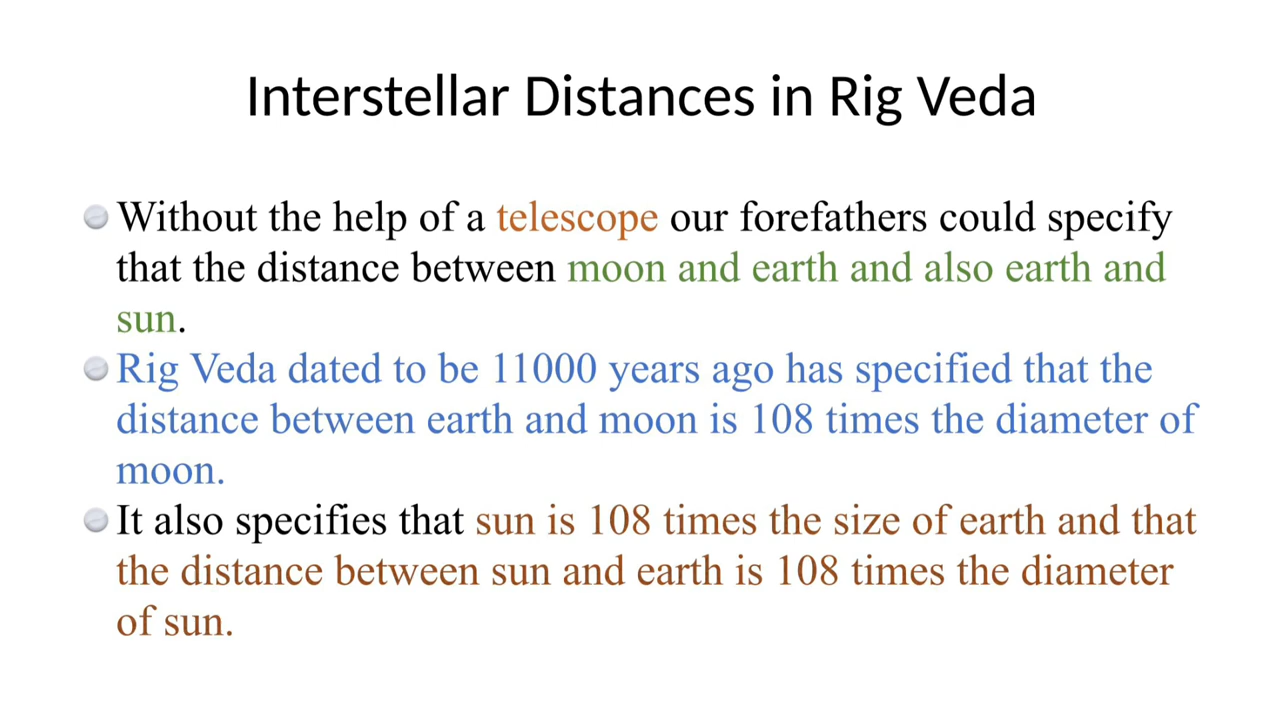 Interstellar Distances in Rig Veda
Without the help of a telescope our forefathers could specify
that the distance between moon and earth and also earth and
sun.
Rig Veda dated to be 11000 years ago has specified that the
distance between earth and moon is 108 times the diameter of
moon.
It also specifies that sun is 108 times the size of earth and that
the distance between sun and earth is 108 times the diameter
of sun.